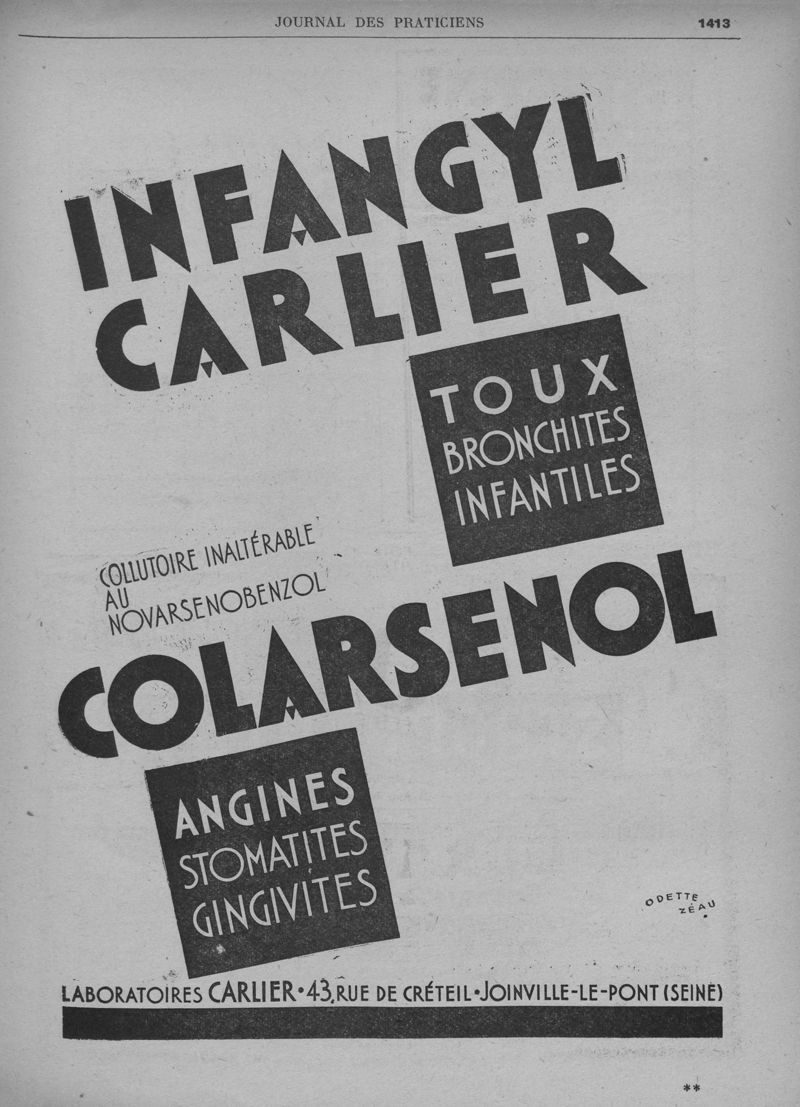 JOURNAL DES PRATICIENS 1413
INFANGYL
CARLIER
TOUX
BRONCHITES
INFANTILES
COLLUTOIRE INALTÉRABLE
AU
NOVARSENOBENZOL
COLARSENOL
ANGINES
STOMATITES
GINGIVITES
ODETTE
ZÉAU
LABORATOIRES CARLIER • 43, RUE DE CRÉTEIL • JOINVILLE-LE-PONT (SEINE)
**